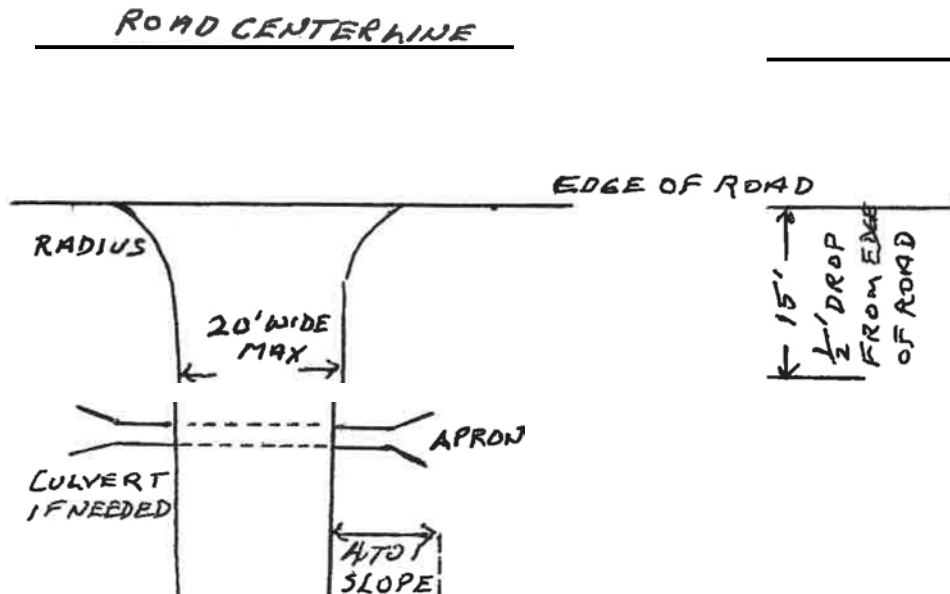 ROAD CENTERLINE
EDGE OF ROAD
RADIUS
20' WIDE
MAX
15'
1/2' DROP
FROM EDGE
OF ROAD
APRON
CULVERT
IF NEEDED
4 TO 1
SLOPE